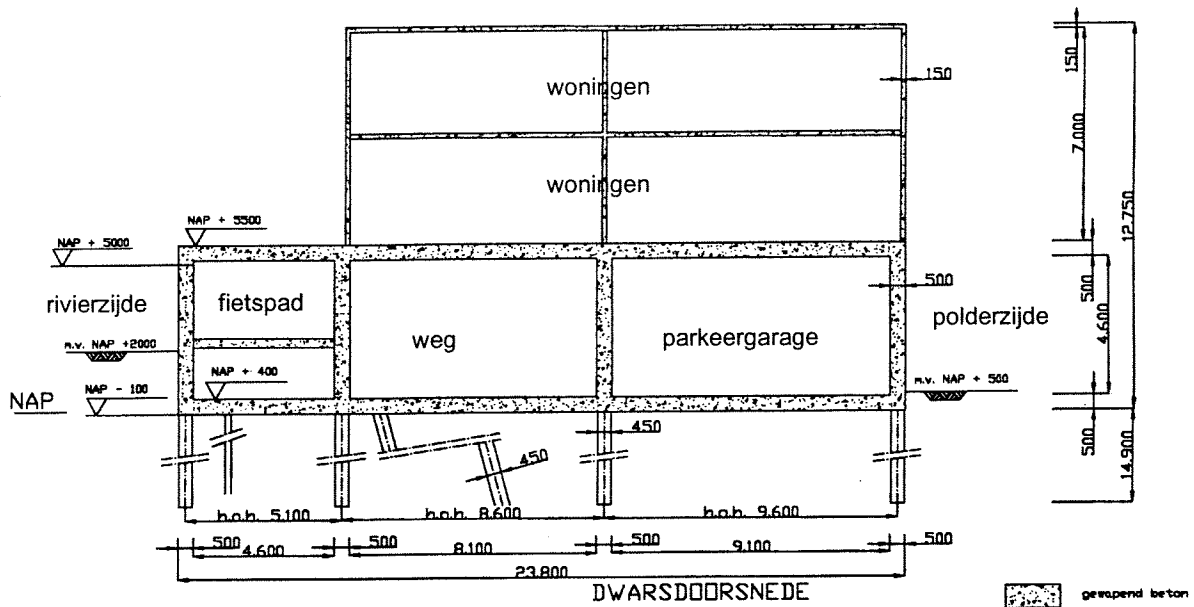 woningen
150
150
woningen
7.000
12.750
NAP + 5500
NAP + 5000
rivierzijde
fietspad
weg
parkeergarage
polderzijde
500
500
4.600
m.v. NAP +2000
NAP + 400
NAP - 100
NAP
m.v. NAP + 500
450
450
500
14.900
h.o.h. 5.100
h.o.h. 8.600
h.o.h. 9.600
500
4.600
500
8.100
500
9.100
500
23.800
DWARSDOORSNEDE
gewapend beton